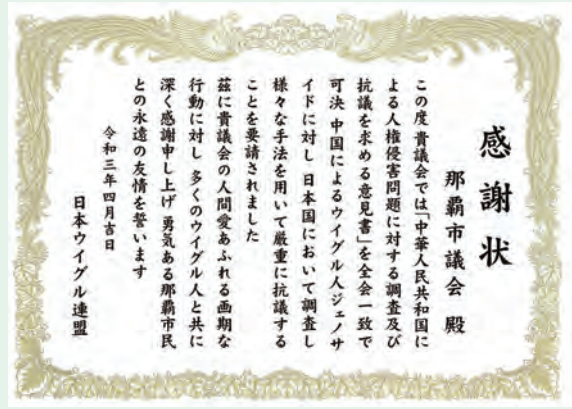 感謝状
那覇市議会 殿
この度 貴議会では「中華人民共和国に
よる人権侵害問題に対する調査及び
抗議を求める意見書」を全会一致で
可決 中国によるウイグル人ジェノサ
イドに対し 日本国において調査し
様々な手法を用いて厳重に抗議する
ことを要請されました
茲に貴議会の人間愛あふれる画期な
行動に対し 多くのウイグル人と共に
深く感謝申し上げ 勇気ある那覇市民
との永遠の友情を誓います
令和三年四月吉日
日本ウイグル連盟